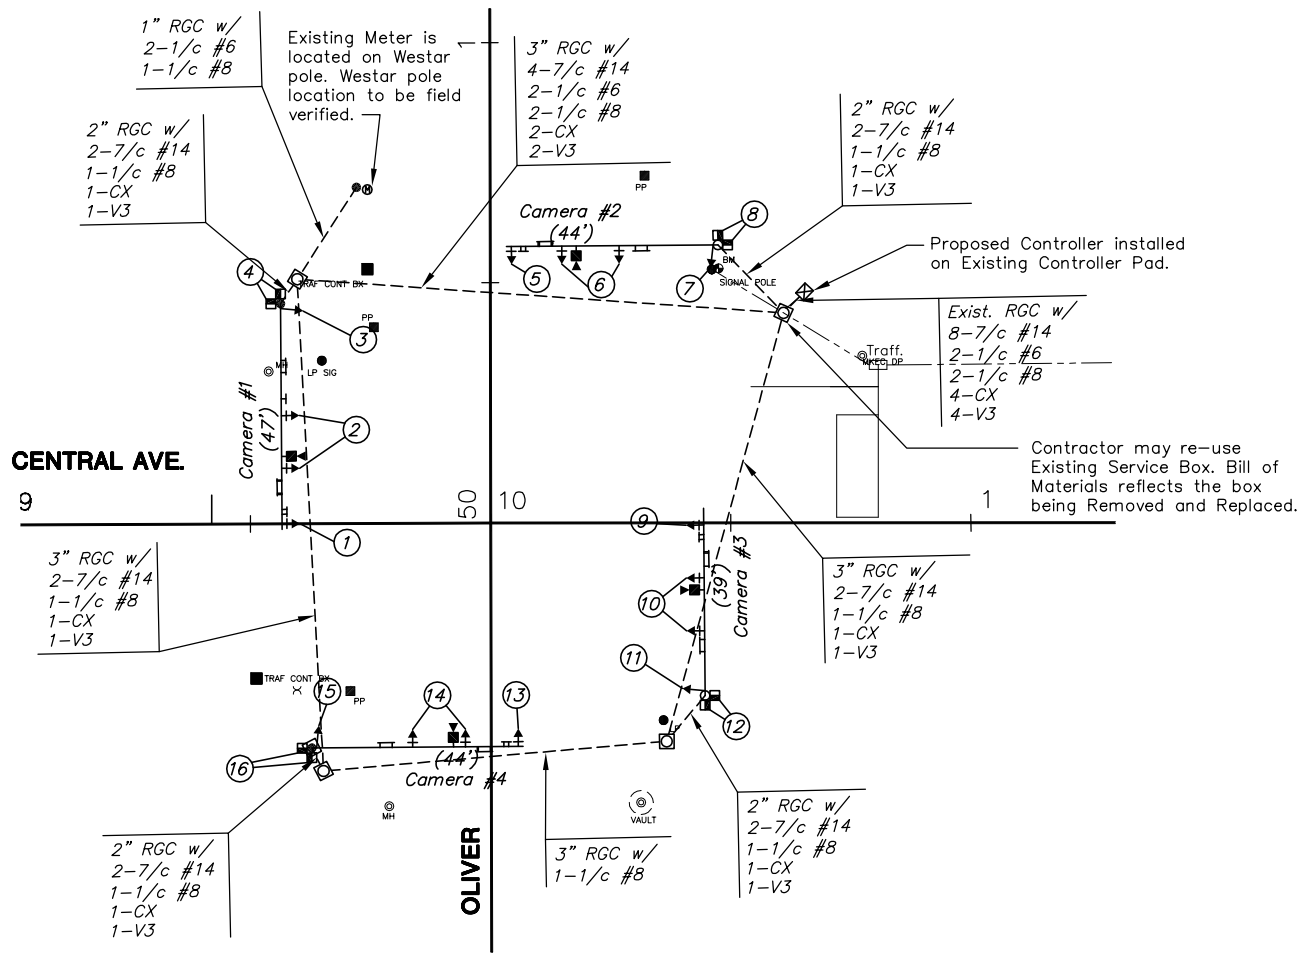 1" RGC w/
2-1/c #6
1-1/c #8
Existing Meter is
located on Westar
pole. Westar pole
location to be field
verified.
1
3" RGC w/
4-7/c #14
2-1/c #6
2-1/c #8
2-CX
2-V3
2" RGC w/
2-7/c #14
1-1/c #8
1-CX
1-V3
2" RGC w/
2-7/c #14
1-1/c #8
1-CX
1-V3
M
PP
Camera #2
(44')
8
BM
5
6
7
SIGNAL POLE
Proposed Controller installed
on Existing Controller Pad.
4
TRAF CONT BX
PP
3
MH
LP SIG
Exist. RGC w/
8-7/c #14
2-1/c #6
2-1/c #8
4-CX
4-V3
Traff.
MKEC DP
Camera #1
(47')
2
CENTRAL AVE.
Contractor may re-use
Existing Service Box. Bill of
Materials reflects the box
being Removed and Replaced.
9
50
10
1
1
9
3" RGC w/
2-7/c #14
1-1/c #8
1-CX
1-V3
10
(39')
Camera #3
3" RGC w/
2-7/c #14
1-1/c #8
1-CX
1-V3
11
12
TRAF CONT BX
15
PP
14
13
16
(44')
Camera #4
MH
VAULT
2" RGC w/
2-7/c #14
1-1/c #8
1-CX
1-V3
OLIVER
3" RGC w/
1-1/c #8
2" RGC w/
2-7/c #14
1-1/c #8
1-CX
1-V3